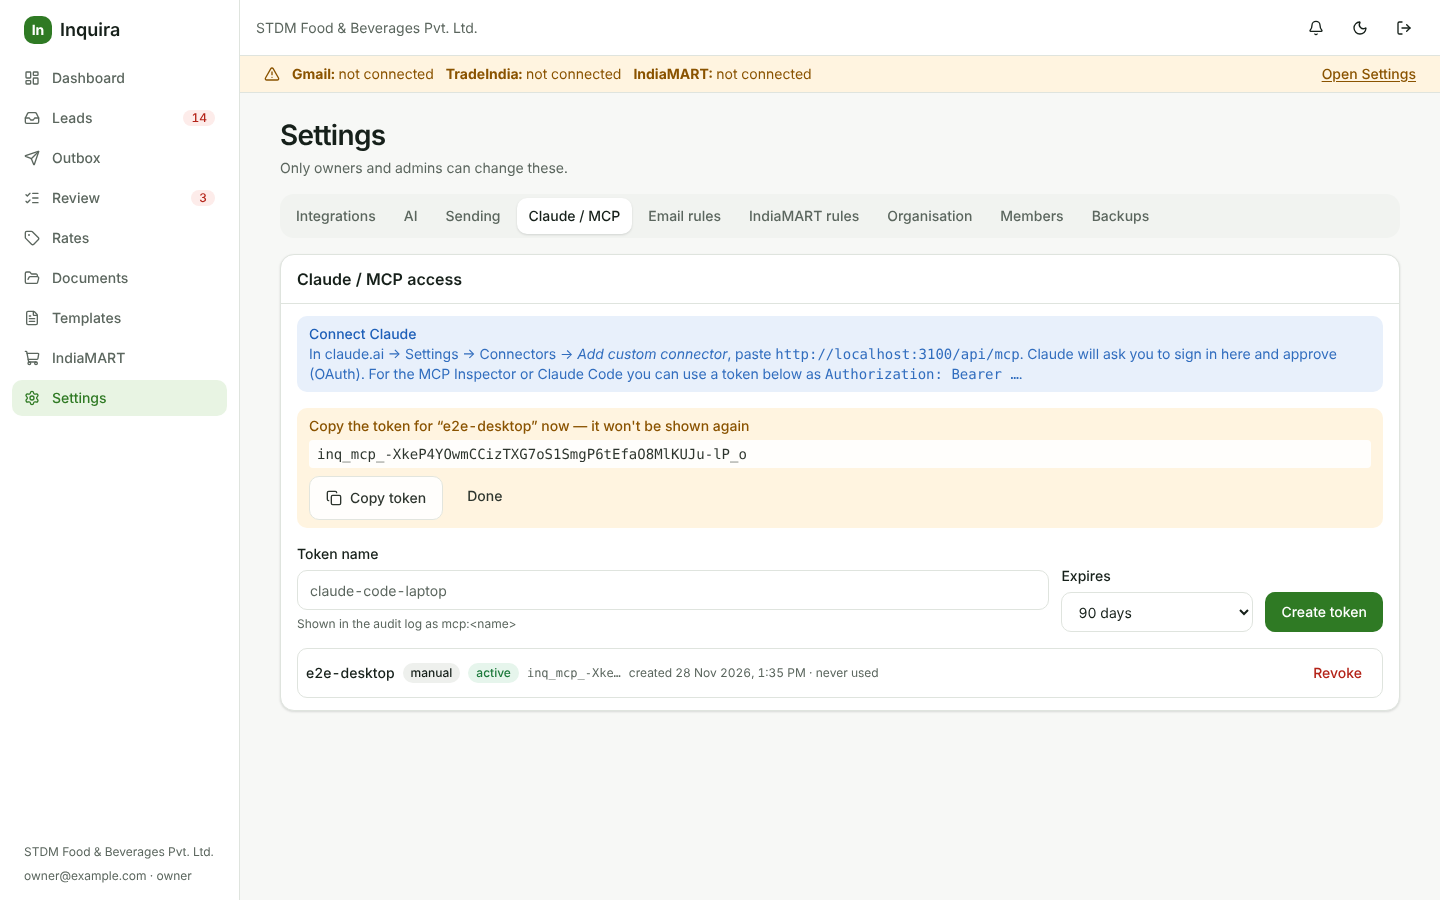 In Inquira
STDM Food & Beverages Pvt. Ltd.
Gmail: not connected TradeIndia: not connected IndiaMART: not connected Open Settings
Dashboard
Leads 14
Outbox
Review 3
Rates
Documents
Templates
IndiaMART
Settings
Settings
Only owners and admins can change these.
Integrations AI Sending Claude / MCP Email rules IndiaMART rules Organisation Members Backups
Claude / MCP access
Connect Claude
In claude.ai → Settings → Connectors → Add custom connector, paste http://localhost:3100/api/mcp. Claude will ask you to sign in here and approve
(OAuth). For the MCP Inspector or Claude Code you can use a token below as Authorization: Bearer ….
Copy the token for “e2e-desktop” now — it won't be shown again
inq_mcp_-XkeP4YOwmCCizTXG7oS1SmgP6tEfaO8MlKUJu-lP_o
Copy token Done
Token name
claude-code-laptop
Shown in the audit log as mcp:<name>
Expires
90 days
Create token
e2e-desktop manual active inq_mcp_-Xke… created 28 Nov 2026, 1:35 PM · never used Revoke
STDM Food & Beverages Pvt. Ltd.
owner@example.com · owner